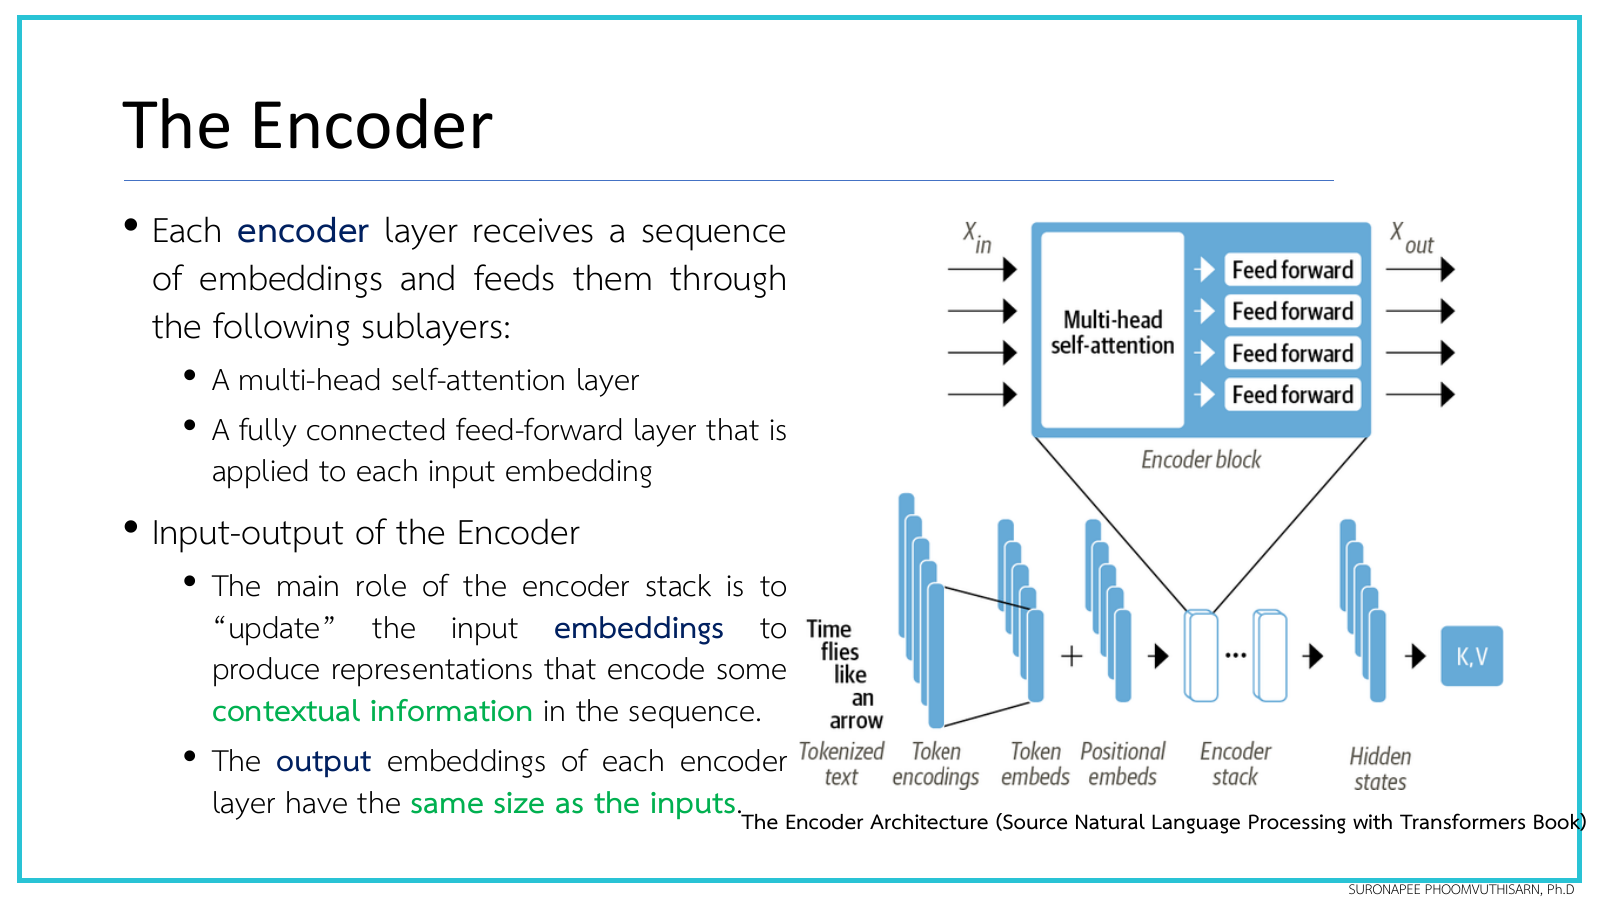 The Encoder
• Each encoder layer receives a sequence
of embeddings and feeds them through
the following sublayers:
• A multi-head self-attention layer
• A fully connected feed-forward layer that is
applied to each input embedding
• Input-output of the Encoder
• The main role of the encoder stack is to
“update” the input embeddings to
produce representations that encode some
contextual information in the sequence.
• The output embeddings of each encoder
layer have the same size as the inputs.
X in
X out
Multi-head
self-attention
Feed forward
Feed forward
Feed forward
Feed forward
Encoder block
Time
flies
like
an
arrow
+
...
K,V
Tokenized
text
Token
encodings
Token
embeds
Positional
embeds
Encoder
stack
Hidden
states
The Encoder Architecture (Source Natural Language Processing with Transformers Book)
SURONAPEE PHOOMVUTHISARN, Ph.D